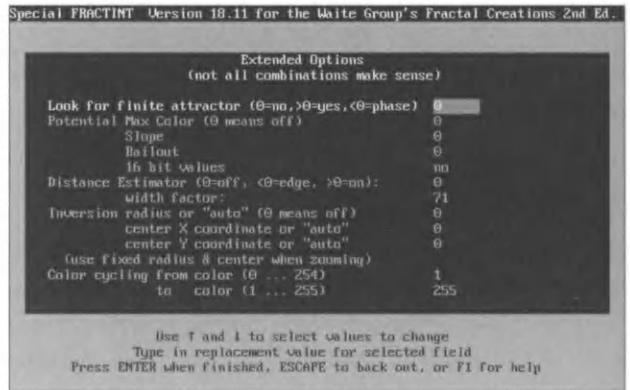 Special FRACTINT Version 18.11 for the Waite Group's Fractal Creations 2nd Ed.
Extended Options
(not all combinations make sense)
Look for finite attractor (0=no,>0=yes,<0=phase) 0
Potential Max Color (0 means off) 0
Slope 0
Bailout 0
16 bit values no
Distance Estimator (0=off, <0=edge, >0=on): 0
width factor: 71
Inversion radius or "auto" (0 means off) 0
center X coordinate or "auto" 0
center Y coordinate or "auto" 0
(use fixed radius & center when zooming)
Color cycling from color (0 ... 254) 1
to color (1 ... 255) 255
Use ↑ and ↓ to select values to change
Type in replacement value for selected field
Press ENTER when finished, ESCAPE to back out, or F1 for help